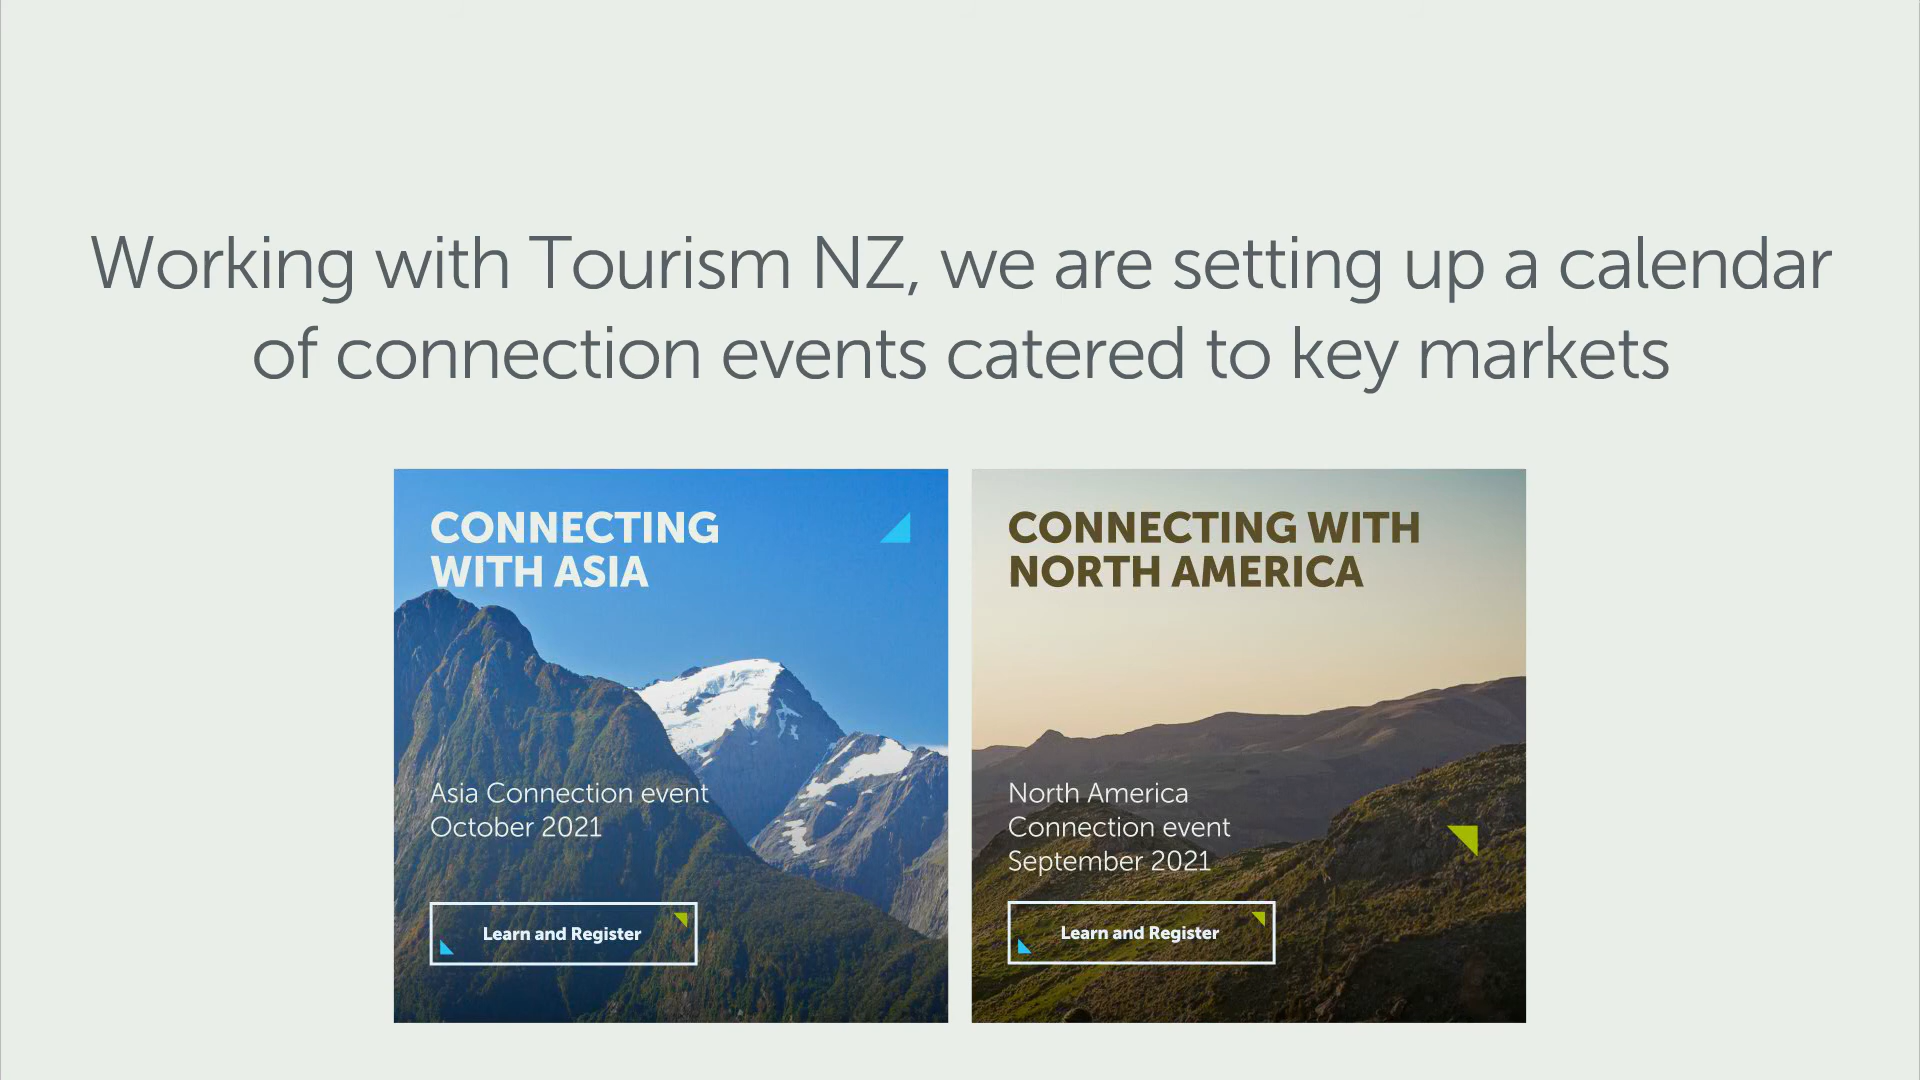 Working with Tourism NZ, we are setting up a calendar
of connection events catered to key markets
CONNECTING
WITH ASIA
Asia Connection event
October 2021
Learn and Register
CONNECTING WITH
NORTH AMERICA
North America
Connection event
September 2021
Learn and Register